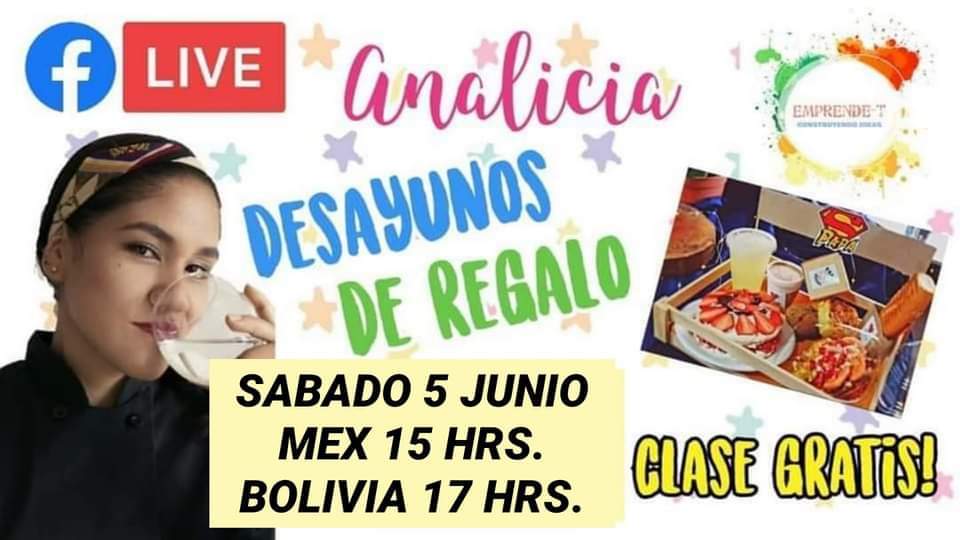 f LIVE
Analicia
EMPRENDE-T
CONSTRUYENDO IDEAS
DESAYUNOS
DE REGALO
S
PAPÁ
SABADO 5 JUNIO
MEX 15 HRS.
BOLIVIA 17 HRS.
CLASE GRATIS!